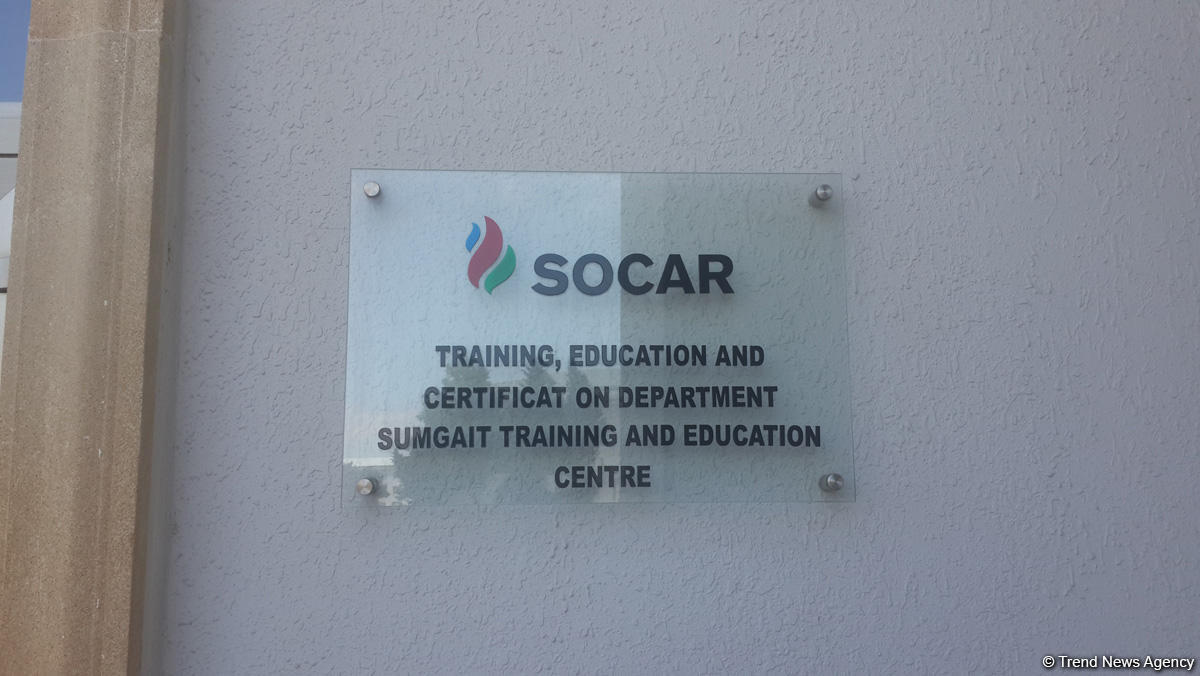 SOCAR
TRAINING, EDUCATION AND
CERTIFICAT ON DEPARTMENT
SUMGAIT TRAINING AND EDUCATION
CENTRE
© Trend News Agency